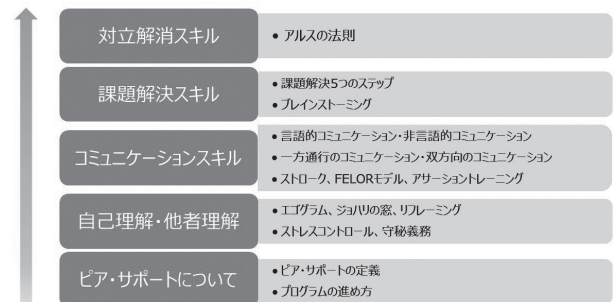 対立解消スキル
• アルスの法則
課題解決スキル
• 課題解決5つのステップ
• ブレインストーミング
コミュニケーションスキル
• 言語的コミュニケーション・非言語的コミュニケーション
• 一方通行のコミュニケーション・双方向のコミュニケーション
• ストローク、FELORモデル、アサーショントレーニング
自己理解・他者理解
• エゴグラム、ジョハリの窓、リフレーミング
• ストレスコントロール、守秘義務
ピア・サポートについて
• ピア・サポートの定義
• プログラムの進め方